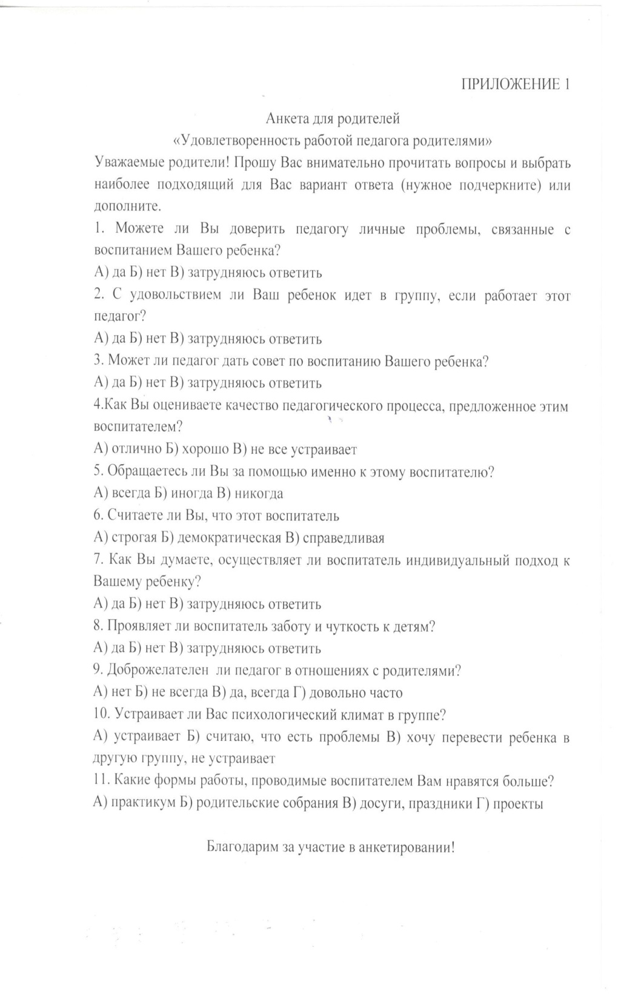 ПРИЛОЖЕНИЕ 1
Анкета для родителей
«Удовлетворенность работой педагога родителями»
Уважаемые родители! Прошу Вас внимательно прочитать вопросы и выбрать
наиболее подходящий для Вас вариант ответа (нужное подчеркните) или
дополните.
1. Можете ли Вы доверить педагогу личные проблемы, связанные с
воспитанием Вашего ребенка?
А) да Б) нет В) затрудняюсь ответить
2. С удовольствием ли Ваш ребенок идет в группу, если работает этот
педагог?
А) да Б) нет В) затрудняюсь ответить
3. Может ли педагог дать совет по воспитанию Вашего ребенка?
А) да Б) нет В) затрудняюсь ответить
4.Как Вы оцениваете качество педагогического процесса, предложенное этим
воспитателем?
А) отлично Б) хорошо В) не все устраивает
5. Обращаетесь ли Вы за помощью именно к этому воспитателю?
А) всегда Б) иногда В) никогда
6. Считаете ли Вы, что этот воспитатель
А) строгая Б) демократическая В) справедливая
7. Как Вы думаете, осуществляет ли воспитатель индивидуальный подход к
Вашему ребенку?
А) да Б) нет В) затрудняюсь ответить
8. Проявляет ли воспитатель заботу и чуткость к детям?
А) да Б) нет В) затрудняюсь ответить
9. Доброжелателен ли педагог в отношениях с родителями?
А) нет Б) не всегда В) да, всегда Г) довольно часто
10. Устраивает ли Вас психологический климат в группе?
А) устраивает Б) считаю, что есть проблемы В) хочу перевести ребенка в
другую группу, не устраивает
11. Какие формы работы, проводимые воспитателем Вам нравятся больше?
А) практикум Б) родительские собрания В) досуги, праздники Г) проекты
Благодарим за участие в анкетировании!